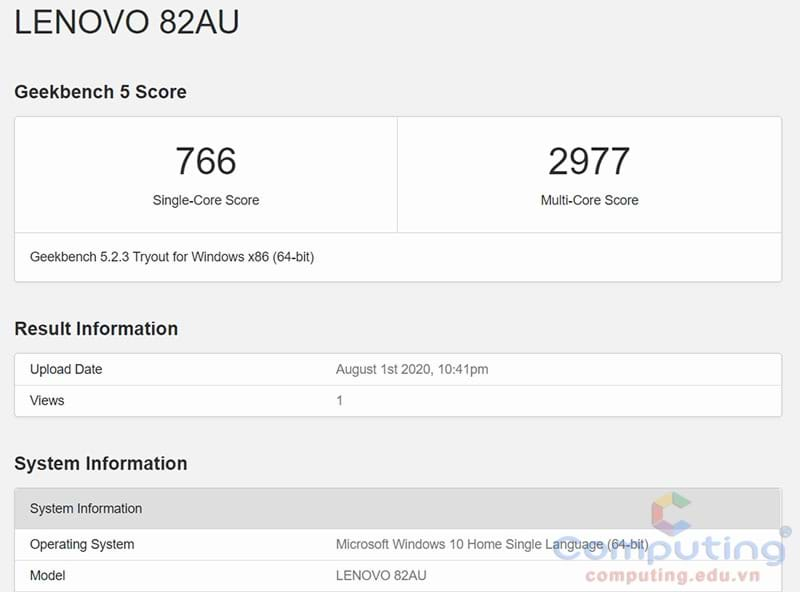 LENOVO 82AU
Geekbench 5 Score
766 2977
Single-Core Score Multi-Core Score
Geekbench 5.2.3 Tryout for Windows x86 (64-bit)
Result Information
Upload Date August 1st 2020, 10:41pm
Views 1
System Information
System Information
Operating System Microsoft Windows 10 Home Single Language (64-bit)
Computing®
Model LENOVO 82AU
computing.edu.vn